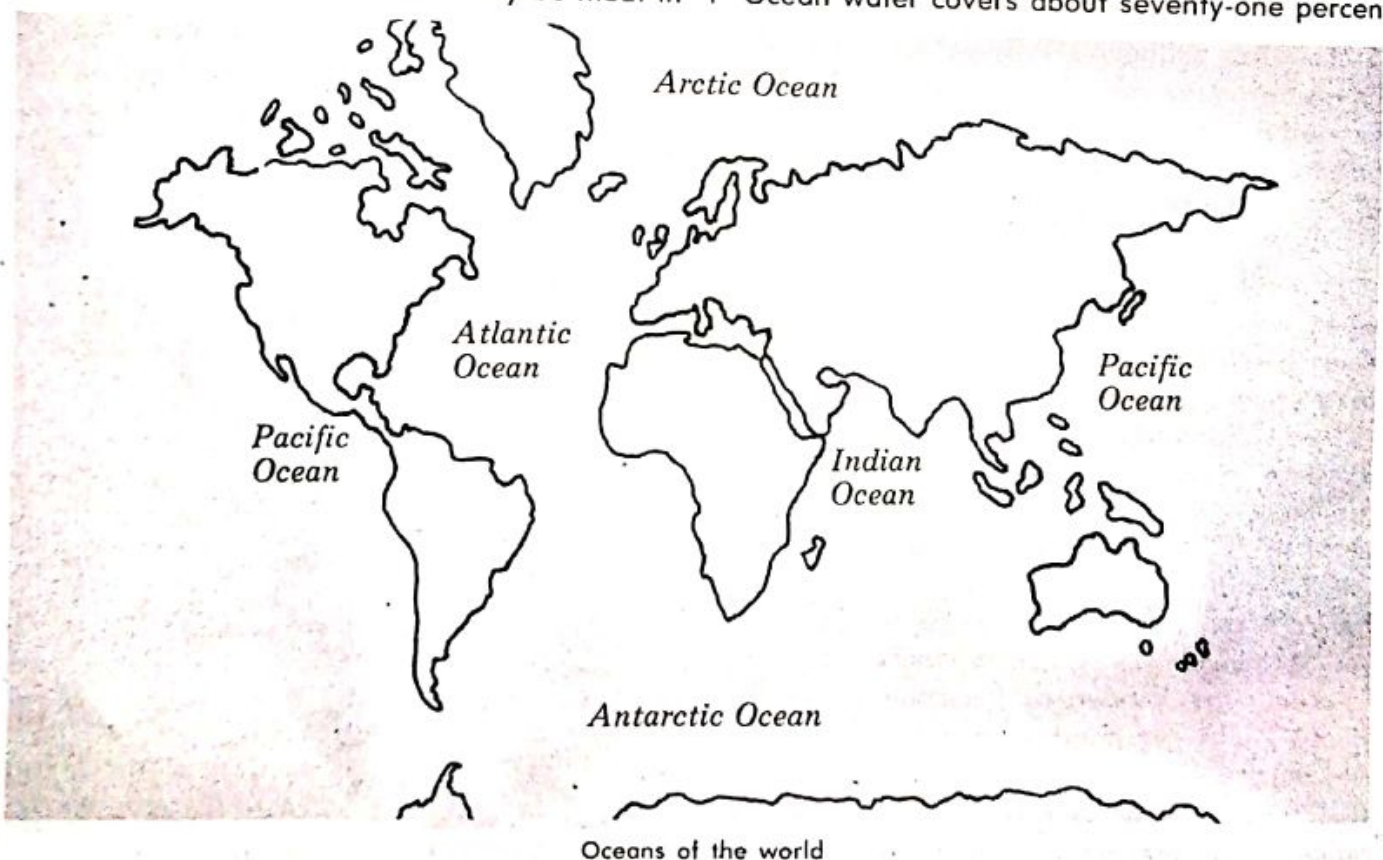 Ocean water covers about seventy-one percen
Arctic Ocean
Atlantic
Ocean
Pacific
Ocean
Pacific
Ocean
Indian
Ocean
Antarctic Ocean
Oceans of the world